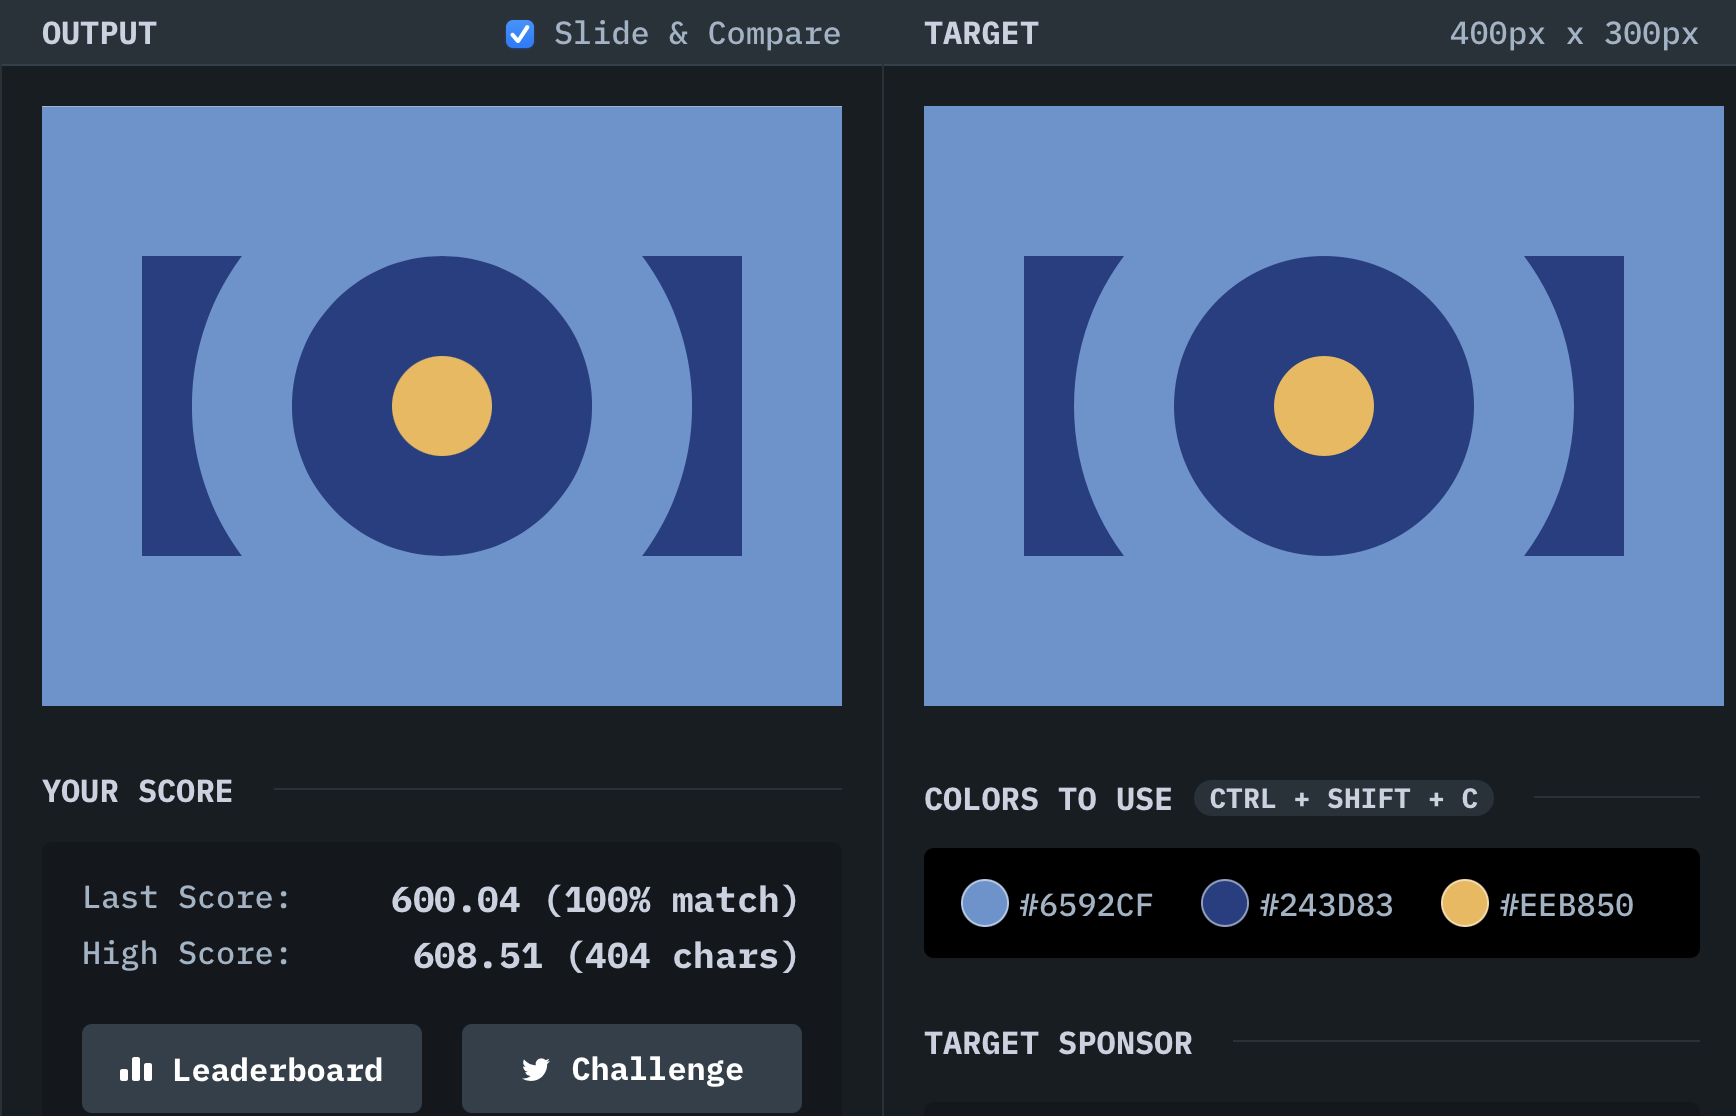 OUTPUT
Slide & Compare
TARGET
400px x 300px
YOUR SCORE
Last Score: 600.04 (100% match)
High Score: 608.51 (404 chars)
Leaderboard
Challenge
COLORS TO USE CTRL + SHIFT + C
#6592CF #243D83 #EEB850
TARGET SPONSOR